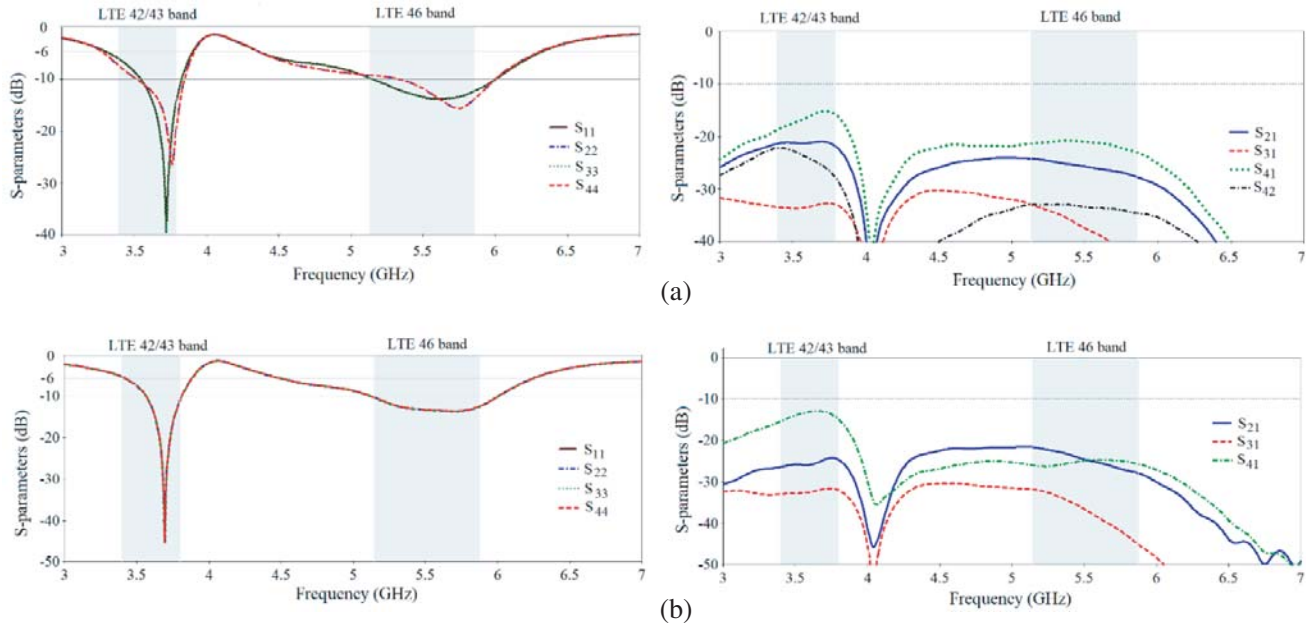 LTE 42/43 band LTE 46 band
0
-6
-10
-20
-30
-40
S-parameters (dB)
S11
S22
S33
S44
3 3.5 4 4.5 5 5.5 6 6.5 7
Frequency (GHz)
LTE 42/43 band LTE 46 band
0
-10
-20
-30
-40
S-parameters (dB)
S21
S31
S41
S42
3 3.5 4 4.5 5 5.5 6 6.5 7
Frequency (GHz)
(a)
LTE 42/43 band LTE 46 band
0
-6
-10
-20
-30
-40
-50
S-parameters (dB)
S11
S22
S33
S44
3 3.5 4 4.5 5 5.5 6 6.5 7
Frequency (GHz)
LTE 42/43 band LTE 46 band
0
-10
-20
-30
-40
-50
S-parameters (dB)
S21
S31
S41
3 3.5 4 4.5 5 5.5 6 6.5 7
Frequency (GHz)
(b)